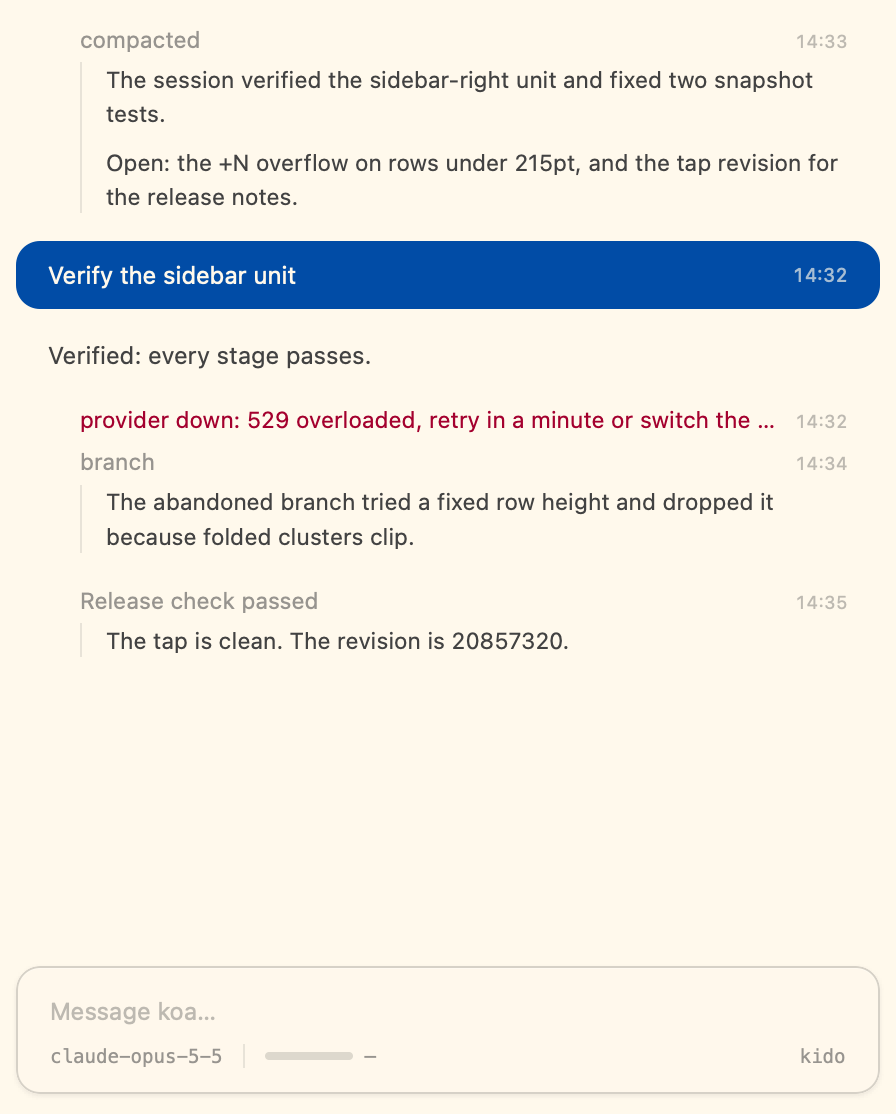 compacted 14:33
The session verified the sidebar-right unit and fixed two snapshot
tests.
Open: the +N overflow on rows under 215pt, and the tap revision for
the release notes.
Verify the sidebar unit 14:32
Verified: every stage passes.
provider down: 529 overloaded, retry in a minute or switch the ... 14:32
branch 14:34
The abandoned branch tried a fixed row height and dropped it
because folded clusters clip.
Release check passed 14:35
The tap is clean. The revision is 20857320.
Message koa...
claude-opus-5-5 — kido